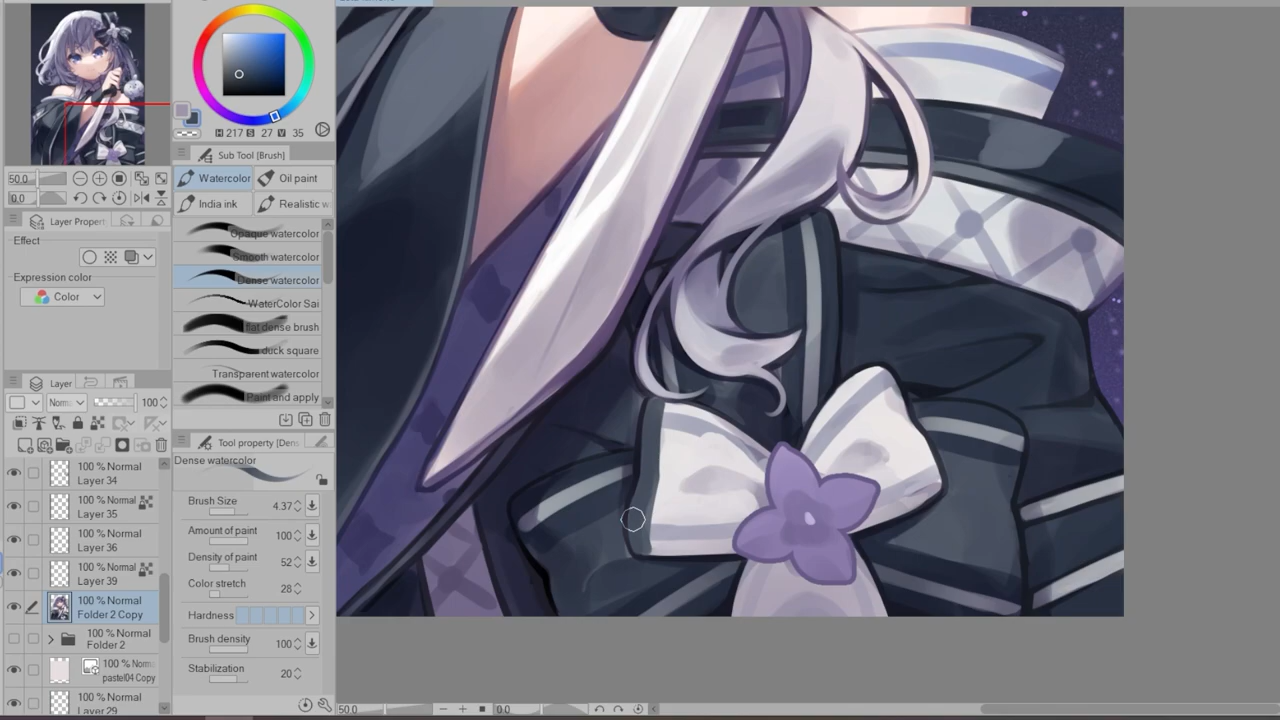 H 217 S 27 V 35
Sub Tool [Brush]
Watercolor
Oil paint
India ink
Realistic w
Opaque watercolor
Smooth watercolor
Dense watercolor
WaterColor Sai
flat dense brush
duck square
Transparent watercolor
Paint and apply
50.0
0.0
Layer Propert
Effect
Expression color
Color
Tool property [Dens
Dense watercolor
Brush Size
4.37
Amount of paint
100
Density of paint
52
Color stretch
28
Hardness
Brush density
100
Stabilization
20
Layer
Norma
100
100 % Normal
Layer 34
100 % Normal
Layer 35
100 % Normal
Layer 36
100 % Normal
Layer 39
100 % Normal
Folder 2 Copy
100 % Normal
Folder 2
100 % Norma
pastel04 Copy
100 % Normal
Layer 29
50.0
0.0